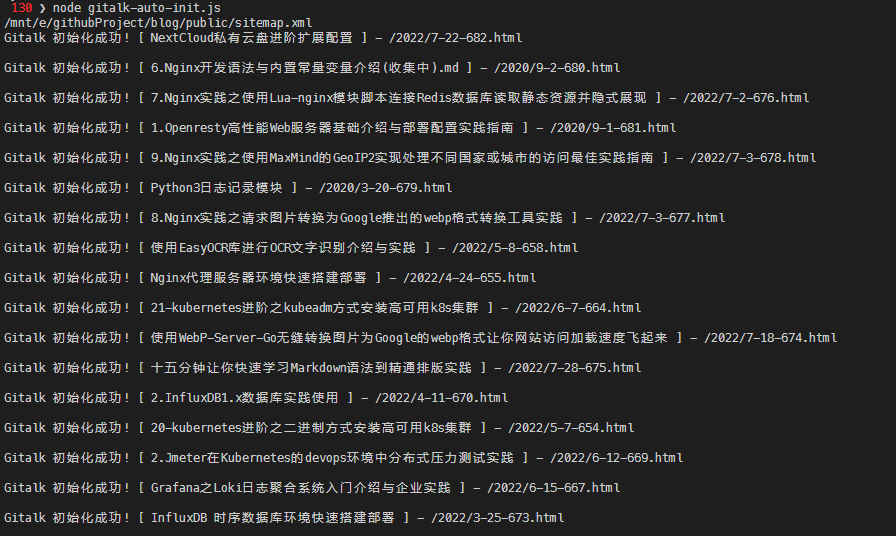 130 ❯ node gitalk-auto-init.js
/mnt/e/githubProject/blog/public/sitemap.xml
Gitalk 初始化成功! [ NextCloud私有云盘进阶扩展配置 ] - /2022/7-22-682.html
Gitalk 初始化成功! [ 6.Nginx开发语法与内置常量变量介绍(收集中).md ] - /2020/9-2-680.html
Gitalk 初始化成功! [ 7.Nginx实践之使用Lua-nginx模块脚本连接Redis数据库读取静态资源并隐式展现 ] - /2022/7-2-676.html
Gitalk 初始化成功! [ 1.Openresty高性能Web服务器基础介绍与部署配置实践指南 ] - /2020/9-1-681.html
Gitalk 初始化成功! [ 9.Nginx实践之使用MaxMind的GeoIP2实现处理不同国家或城市的访问最佳实践指南 ] - /2022/7-3-678.html
Gitalk 初始化成功! [ Python3日志记录模块 ] - /2020/3-20-679.html
Gitalk 初始化成功! [ 8.Nginx实践之请求图片转换为Google推出的webp格式转换工具实践 ] - /2022/7-3-677.html
Gitalk 初始化成功! [ 使用EasyOCR库进行OCR文字识别介绍与实践 ] - /2022/5-8-658.html
Gitalk 初始化成功! [ Nginx代理服务器环境快速搭建部署 ] - /2022/4-24-655.html
Gitalk 初始化成功! [ 21-kubernetes进阶之kubeadm方式安装高可用k8s集群 ] - /2022/6-7-664.html
Gitalk 初始化成功! [ 使用WebP-Server-Go无缝转换图片为Google的webp格式让你网站访问加载速度飞起来 ] - /2022/7-18-674.html
Gitalk 初始化成功! [ 十五分钟让你快速学习Markdown语法到精通排版实践 ] - /2022/7-28-675.html
Gitalk 初始化成功! [ 2.InfluxDB1.x数据库实践使用 ] - /2022/4-11-670.html
Gitalk 初始化成功! [ 20-kubernetes进阶之二进制方式安装高可用k8s集群 ] - /2022/5-7-654.html
Gitalk 初始化成功! [ 2.Jmeter在Kubernetes的devops环境中分布式压力测试实践 ] - /2022/6-12-669.html
Gitalk 初始化成功! [ Grafana之Loki日志聚合系统入门介绍与企业实践 ] - /2022/6-15-667.html
Gitalk 初始化成功! [ InfluxDB 时序数据库环境快速搭建部署 ] - /2022/3-25-673.html